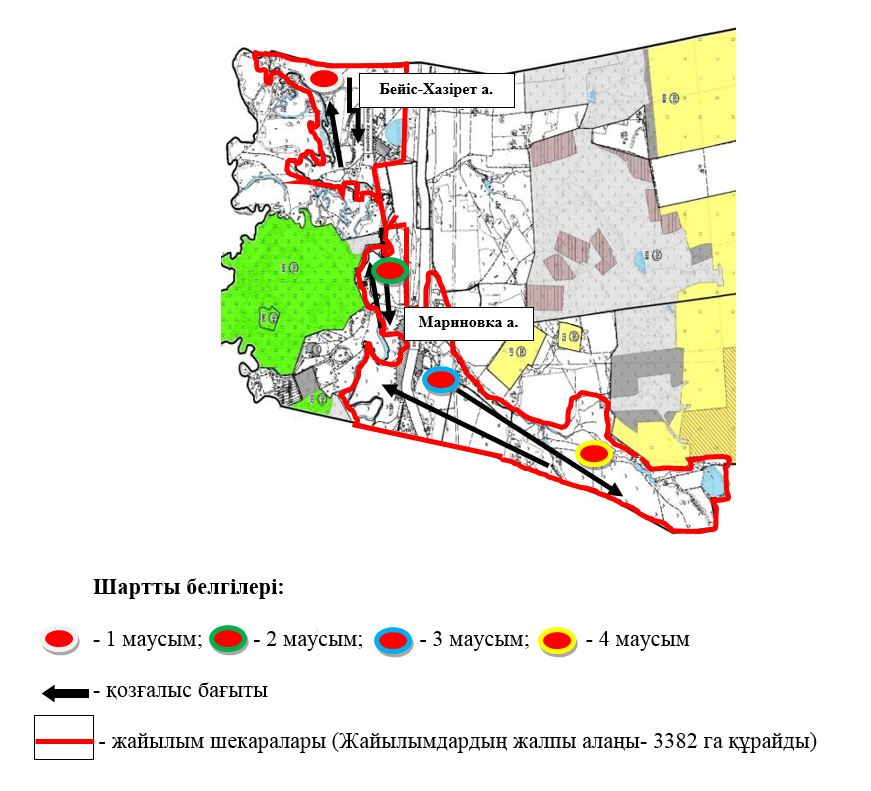 Бейіс-Хазірет а.
Мариновка а.
Шартты белгілері:
- 1 маусым; - 2 маусым; - 3 маусым; - 4 маусым
- қозғалыс бағыты
- жайылым шекаралары (Жайылымдардың жалпы алаңы- 3382 га құрайды)